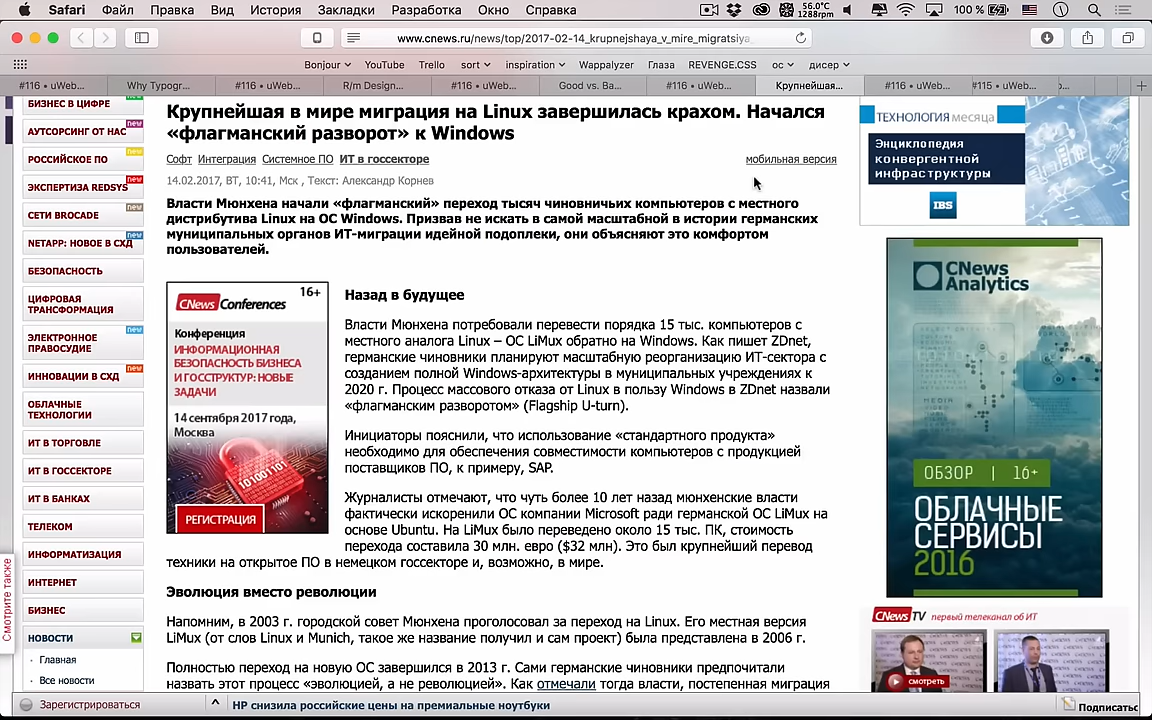 Safari Файл Правка Вид История Закладки Разработка Окно Справка
56.0°C
1288rpm
100 %
www.cnews.ru/news/top/2017-02-14_krupnejshaya_v_mire_migratsiya_
Bonjour YouTube Trello sort inspiration Wappalyzer Глаза REVENGE.CSS ос дисер
#116 • uWeb... Why Typogr... #116 • uWeb... R/m Design... #116 • uWeb... Good vs. Ba... #116 • uWeb... Крупнейшая... #116 • uWeb... #115 • uWeb...
БИЗНЕС В ЦИФРЕ
new
АУТСОРСИНГ ОТ НАС
new
РОССИЙСКОЕ ПО
new
ЭКСПЕРТИЗА REDSYS
new
СЕТИ BROCADE
new
NETAPP: НОВОЕ В СХД
new
БЕЗОПАСНОСТЬ
ЦИФРОВАЯ
ТРАНСФОРМАЦИЯ
ЭЛЕКТРОННОЕ
ПРАВОСУДИЕ
new
ИННОВАЦИИ В СХД
new
ОБЛАЧНЫЕ
ТЕХНОЛОГИИ
ИТ В ТОРГОВЛЕ
ИТ В ГОССЕКТОРЕ
ИТ В БАНКАХ
ТЕЛЕКОМ
ИНФОРМАТИЗАЦИЯ
ИНТЕРНЕТ
БИЗНЕС
НОВОСТИ
Главная
Все новости
Смотрите также
Крупнейшая в мире миграция на Linux завершилась крахом. Начался
«флагманский разворот» к Windows
Софт Интеграция Системное ПО ИТ в госсекторе
мобильная версия
14.02.2017, ВТ, 10:41, Мск , Текст: Александр Корнев
Власти Мюнхена начали «флагманский» переход тысяч чиновничьих компьютеров с местного
дистрибутива Linux на ОС Windows. Призвав не искать в самой масштабной в истории германских
муниципальных органов ИТ-миграции идейной подоплеки, они объясняют это комфортом
пользователей.
16+
CNews Conferences
Конференция
ИНФОРМАЦИОННАЯ
БЕЗОПАСНОСТЬ БИЗНЕСА
И ГОССТРУКТУР: НОВЫЕ
ЗАДАЧИ
14 сентября 2017 года,
Москва
101001101
РЕГИСТРАЦИЯ
Назад в будущее
Власти Мюнхена потребовали перевести порядка 15 тыс. компьютеров с
местного аналога Linux – ОС LiMux обратно на Windows. Как пишет ZDnet,
германские чиновники планируют масштабную реорганизацию ИТ-сектора с
созданием полной Windows-архитектуры в муниципальных учреждениях к
2020 г. Процесс массового отказа от Linux в пользу Windows в ZDnet назвали
«флагманским разворотом» (Flagship U-turn).
Инициаторы пояснили, что использование «стандартного продукта»
необходимо для обеспечения совместимости компьютеров с продукцией
поставщиков ПО, к примеру, SAP.
Журналисты отмечают, что чуть более 10 лет назад мюнхенские власти
фактически искоренили ОС компании Microsoft ради германской ОС LiMux на
основе Ubuntu. На LiMux было переведено около 15 тыс. ПК, стоимость
перехода составила 30 млн. евро ($32 млн). Это был крупнейший перевод
техники на открытое ПО в немецком госсекторе и, возможно, в мире.
Эволюция вместо революции
Напомним, в 2003 г. городской совет Мюнхена проголосовал за переход на Linux. Его местная версия
LiMux (от слов Linux и Munich, такое же название получил и сам проект) была представлена в 2006 г.
Полностью переход на новую ОС завершился в 2013 г. Сами германские чиновники предпочитали
назвать этот процесс «эволюцией, а не революцией». Как отмечали тогда власти, постепенная миграция
ТЕХНОЛОГИЯ месяца
Энциклопедия
конвергентной
инфраструктуры
IBS
CNews
Analytics
ОБЗОР | 16+
ОБЛАЧНЫЕ
СЕРВИСЫ
2016
CNews TV первый телеканал об ИТ
смотреть
Зарегистрироваться
HP снизила российские цены на премиальные ноутбуки
Подписатьс